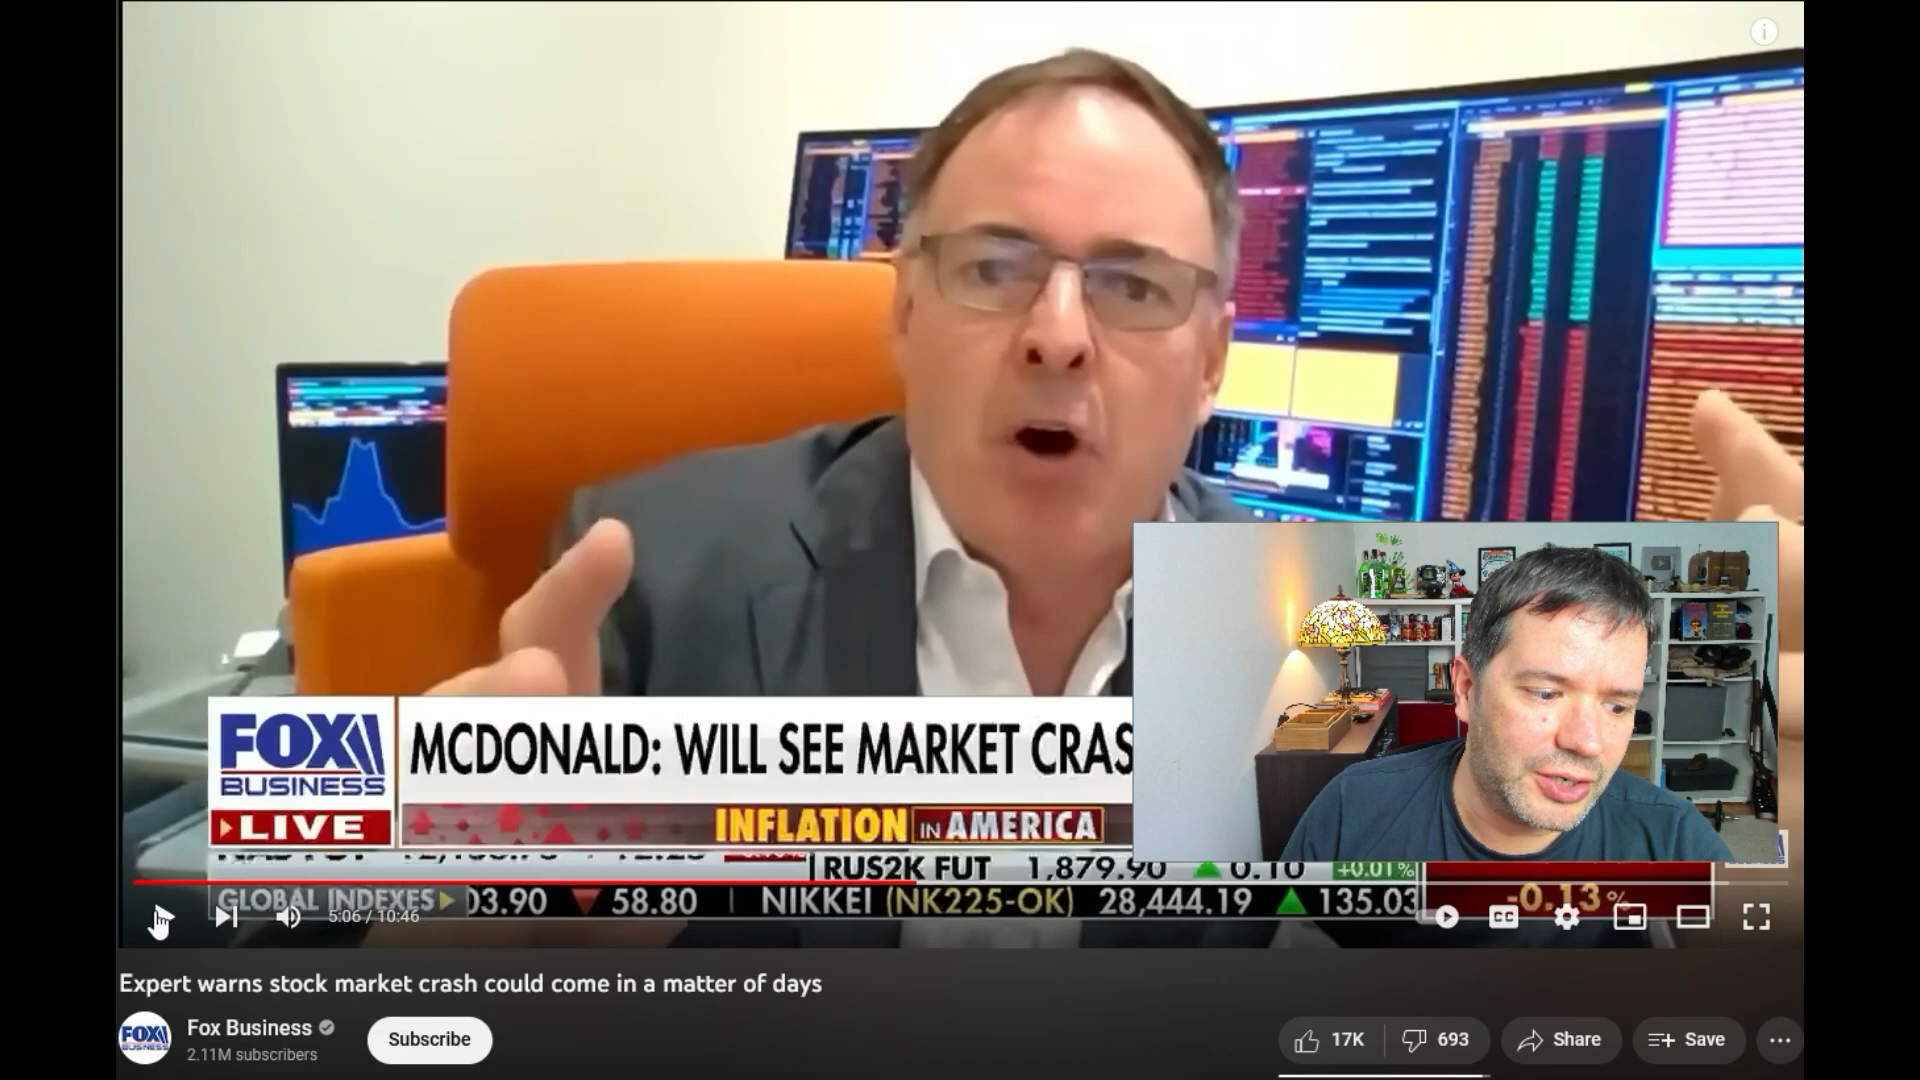 FOX
BUSINESS
LIVE
MCDONALD: WILL SEE MARKET CRAS
INFLATION IN AMERICA
RUS2K FUT 1,879.90 0.10 +0.01%
GLOBAL INDEXES 03.90 58.80 NIKKEI (NK225-OK) 28,444.19 135.03
-0.13%
5:06 / 10:46
CC
Expert warns stock market crash could come in a matter of days
FOX
BUSINESS
Fox Business
2.11M subscribers
Subscribe
17K
693
Share
Save